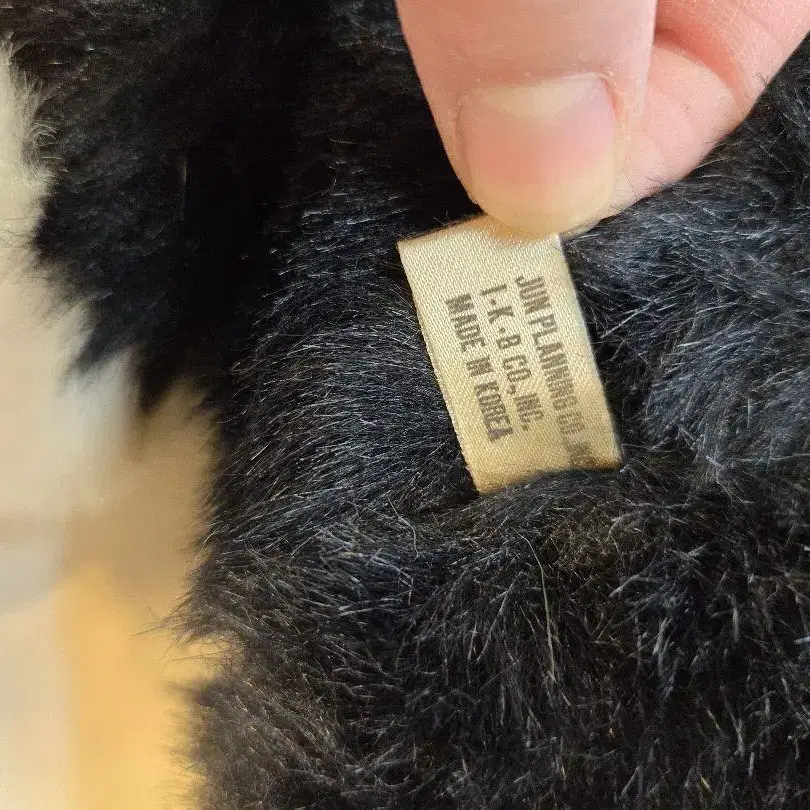 JUN PLANNING CO.,
I·K·B CO., INC.
MADE IN KOREA